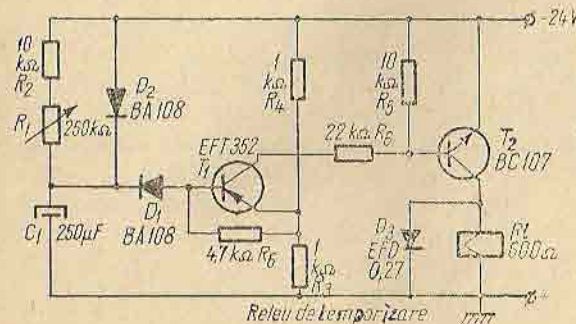 -24V
10
kΩ
R2
D2
BA108
1
kΩ
R4
10
kΩ
R5
R1
250kΩ
EFT352
T1
22kΩ R6
T2
BC107
C1
250μF
D1
BA108
4,7kΩ R6
1
kΩ
R3
D3
EFD
0,27
RL
600Ω
+
Releu de temporizare